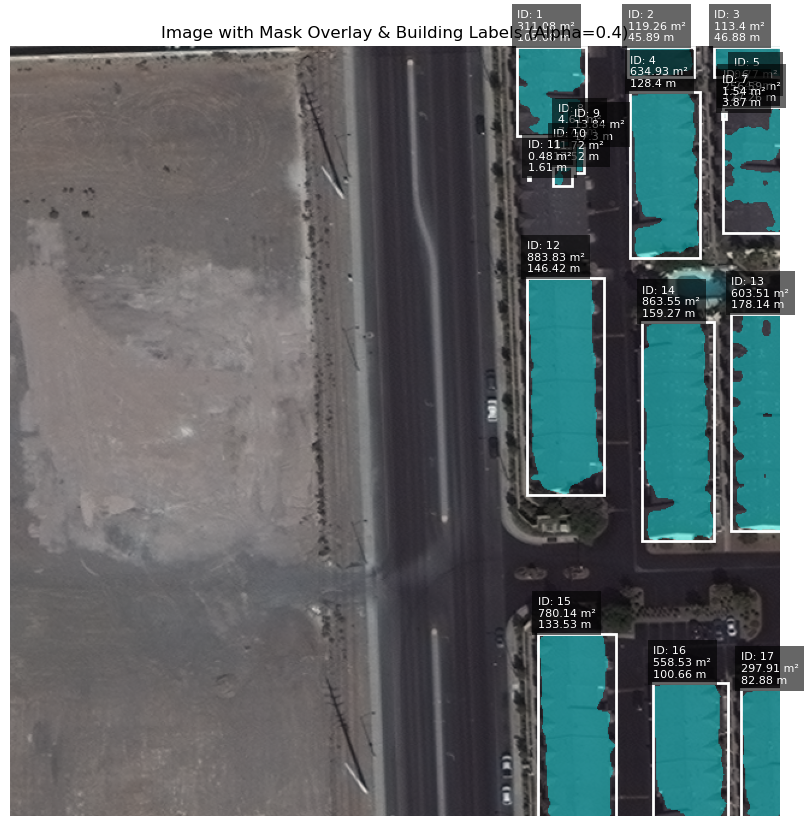 Image with Mask Overlay & Building Labels (Alpha=0.4)
ID: 1
311.08 m²
ID: 2
119.26 m²
45.89 m
ID: 3
113.4 m²
46.88 m
ID: 4
634.93 m²
128.4 m
ID: 5
ID: 7
1.54 m²
3.87 m
ID: 9
ID: 10
ID: 11
0.48 m²
1.61 m
ID: 12
883.83 m²
146.42 m
ID: 13
603.51 m²
178.14 m
ID: 14
863.55 m²
159.27 m
ID: 15
780.14 m²
133.53 m
ID: 16
558.53 m²
100.66 m
ID: 17
297.91 m²
82.88 m